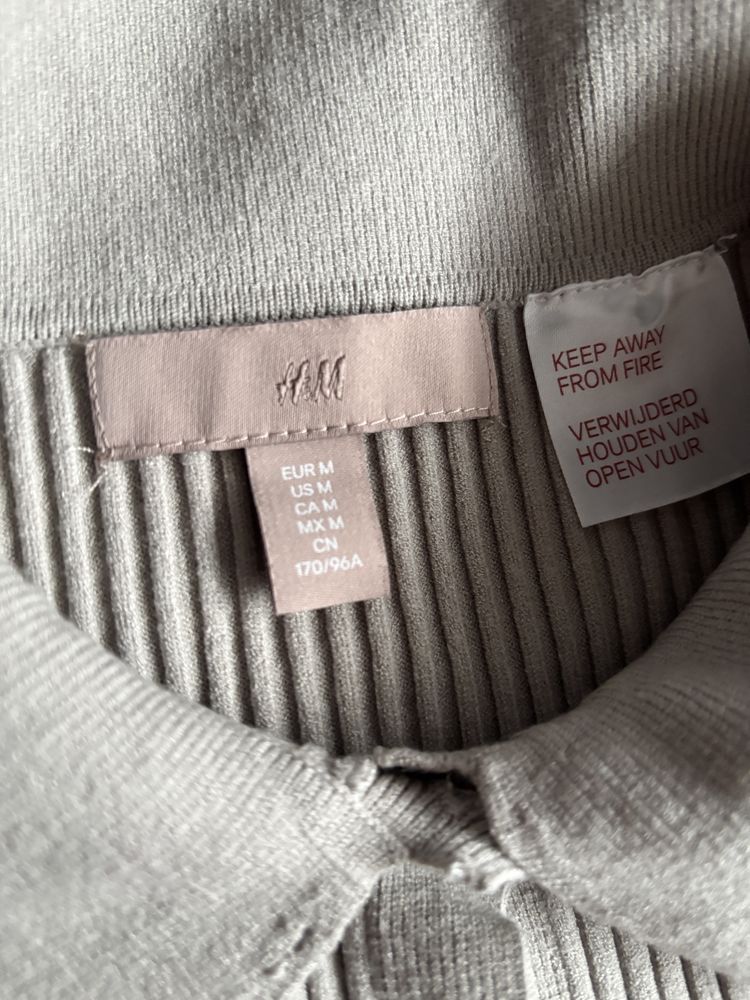 H&M
EUR M
US M
CA M
MX M
CN
170/96A
KEEP AWAY
FROM FIRE
VERWIJDERD
HOUDEN VAN
OPEN VUUR